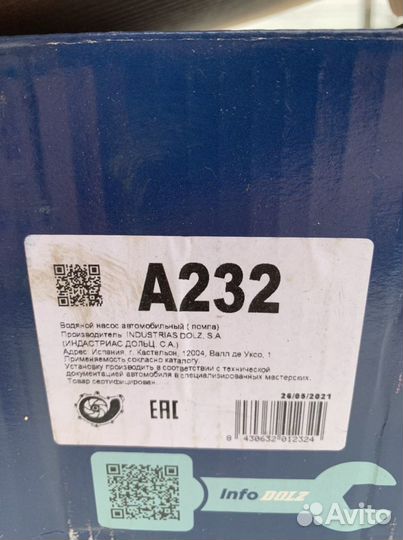 A232
Водяной насос автомобильный ( помпа)
Производитель: INDUSTRIAS DOLZ, S.A
(ИНДАСТРИАС ДОЛЬЦ, С.А.)
Адрес: Испания, г. Кастельон, 12004, Валл де Уксо, 1
Применяемость согласно каталогу.
Установку производить в соответствии с технической
документацией автомобиля в специализированных мастерских.
Товар сертифицирован.
EAC
26/05/2021
8 430632 012324
Info DOLZ
Avito